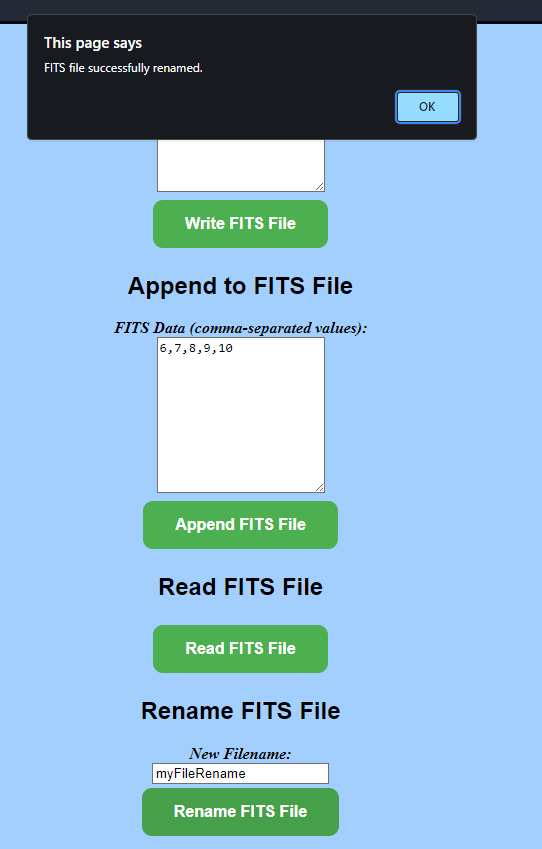 This page says
FITS file successfully renamed.
OK
Write FITS File
Append to FITS File
FITS Data (comma-separated values):
6,7,8,9,10
Append FITS File
Read FITS File
Read FITS File
Rename FITS File
New Filename:
myFileRename
Rename FITS File